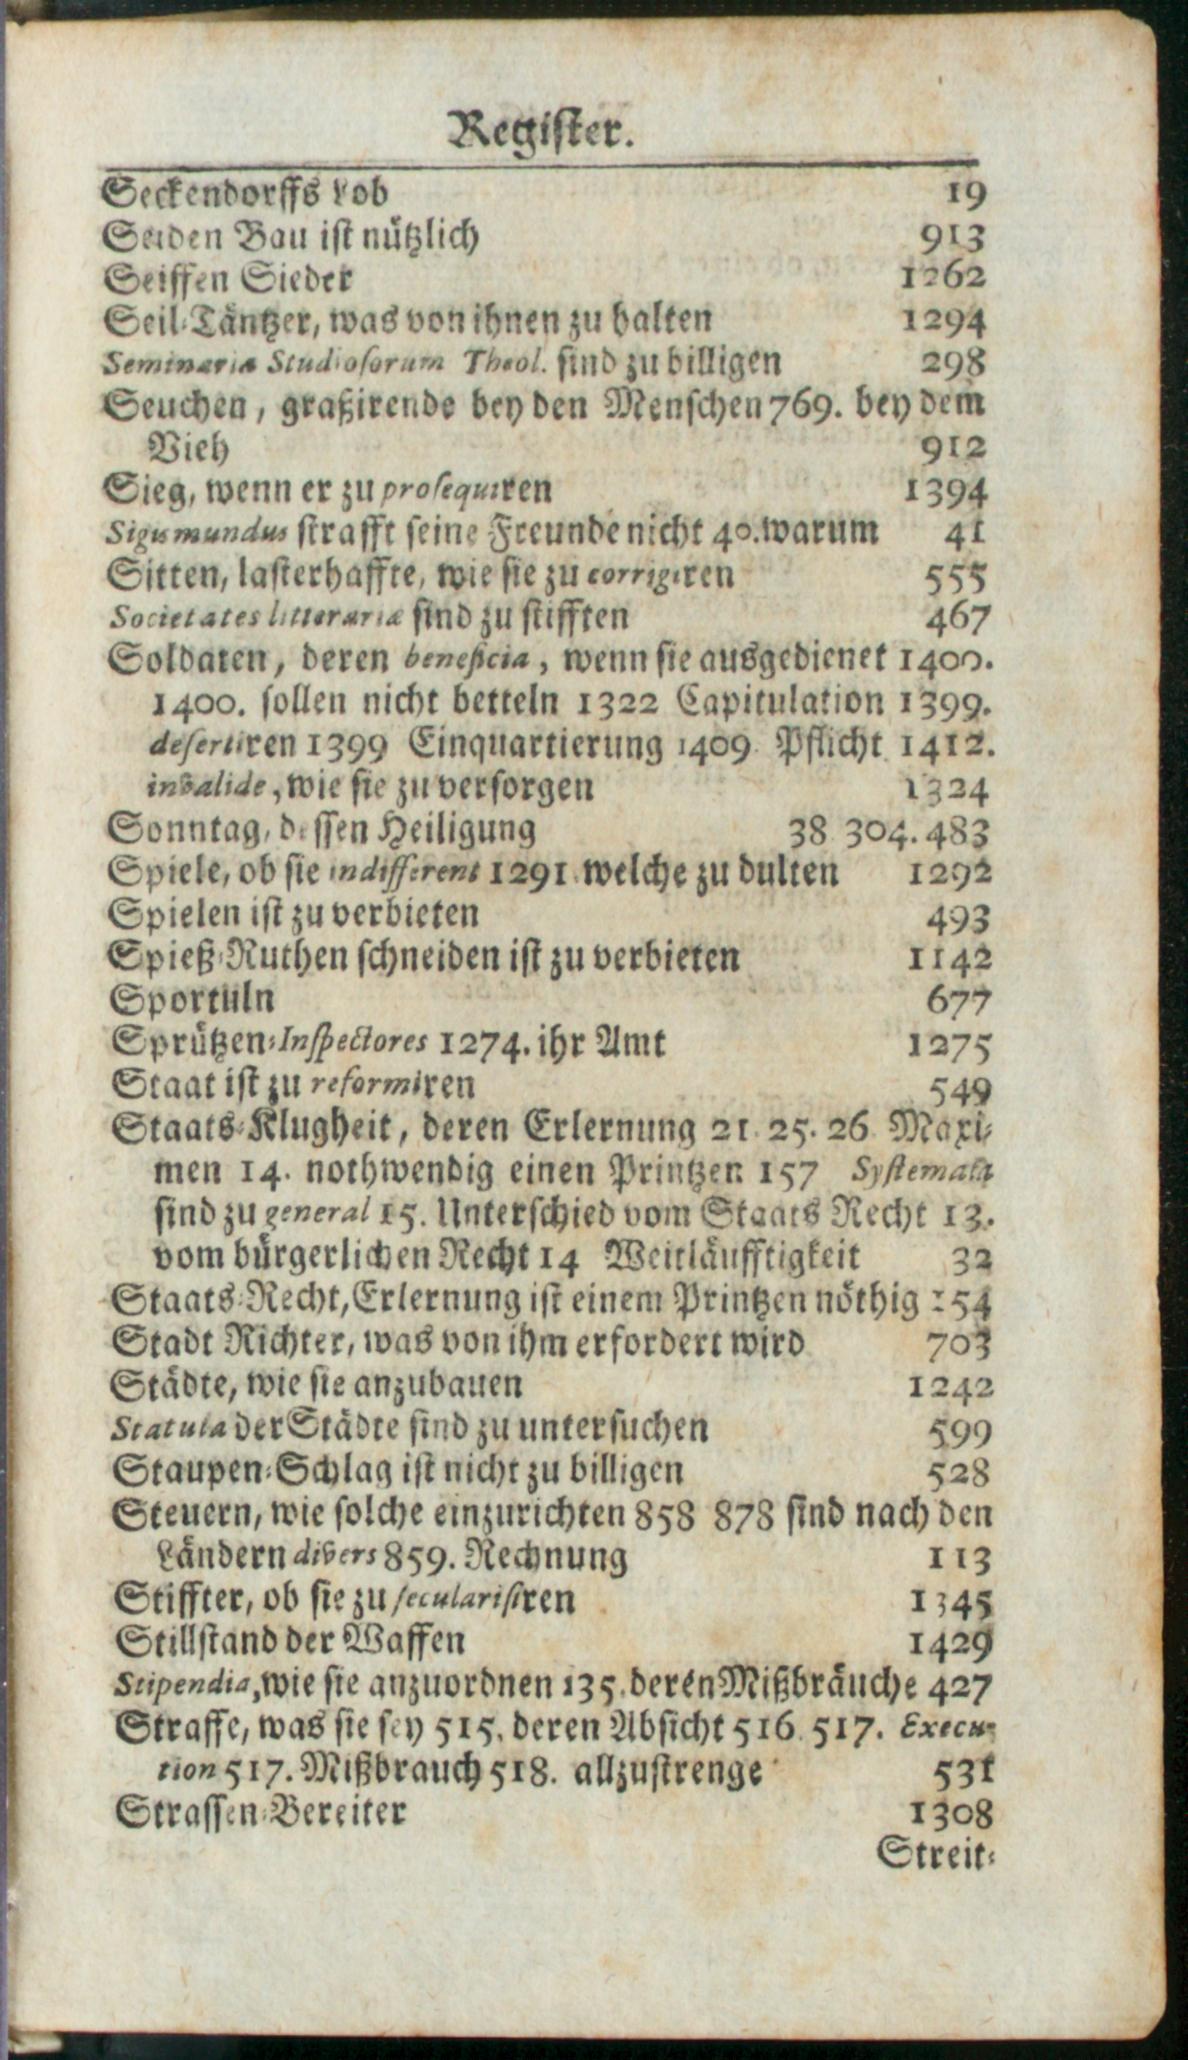 Register.
Seckendorffs Lob 19
Seiden Bau ist nützlich 913
Seiffen Sieder 1262
Seil-Täntzer, was von ihnen zu halten 1294
Seminaria Studiosorum Theol. sind zu billigen 298
Seuchen, graßirende bey den Menschen 769. bey dem
Vieh 912
Sieg, wenn er zu prosequiren 1394
Sigismundus strafft seine Freunde nicht 40. warum 41
Sitten, lasterhaffte, wie sie zu corrigiren 555
Societates litterariæ sind zu stifften 467
Soldaten, deren beneficia, wenn sie ausgedienet 1400.
1400. sollen nicht betteln 1322 Capitulation 1399.
desertiren 1399 Einquartierung 1409 Pflicht 1412.
invalide, wie sie zu versorgen 1324
Sonntag, dessen Heiligung 38 304. 483
Spiele, ob sie indifferent 1291. welche zu dulten 1292
Spielen ist zu verbieten 493
Spieß-Ruthen schneiden ist zu verbieten 1142
Sportuln 677
Sprützen-Inspectores 1274. ihr Amt 1275
Staat ist zu reformiren 549
Staats-Klugheit, deren Erlernung 21. 25. 26 Maxi-
men 14. nothwendig einen Printzen 157 Systemata
sind zu general 15. Unterschied vom Staats Recht 13.
vom bürgerlichen Recht 14 Weitläufftigkeit 32
Staats-Recht, Erlernung ist einem Printzen nöthig 154
Stadt Richter, was von ihm erfordert wird 703
Städte, wie sie anzubauen 1242
Statuta der Städte sind zu untersuchen 599
Staupen-Schlag ist nicht zu billigen 528
Steuern, wie solche einzurichten 858 878 sind nach den
Ländern divers 859. Rechnung 113
Stiffter, ob sie zu secularisiren 1345
Stillstand der Waffen 1429
Stipendia, wie sie anzuordnen 135. deren Mißbräuche 427
Straffe, was sie sey 515. deren Absicht 516. 517. Execu-
tion 517. Mißbrauch 518. allzustrenge 531
Strassen-Bereiter 1308
Streit-